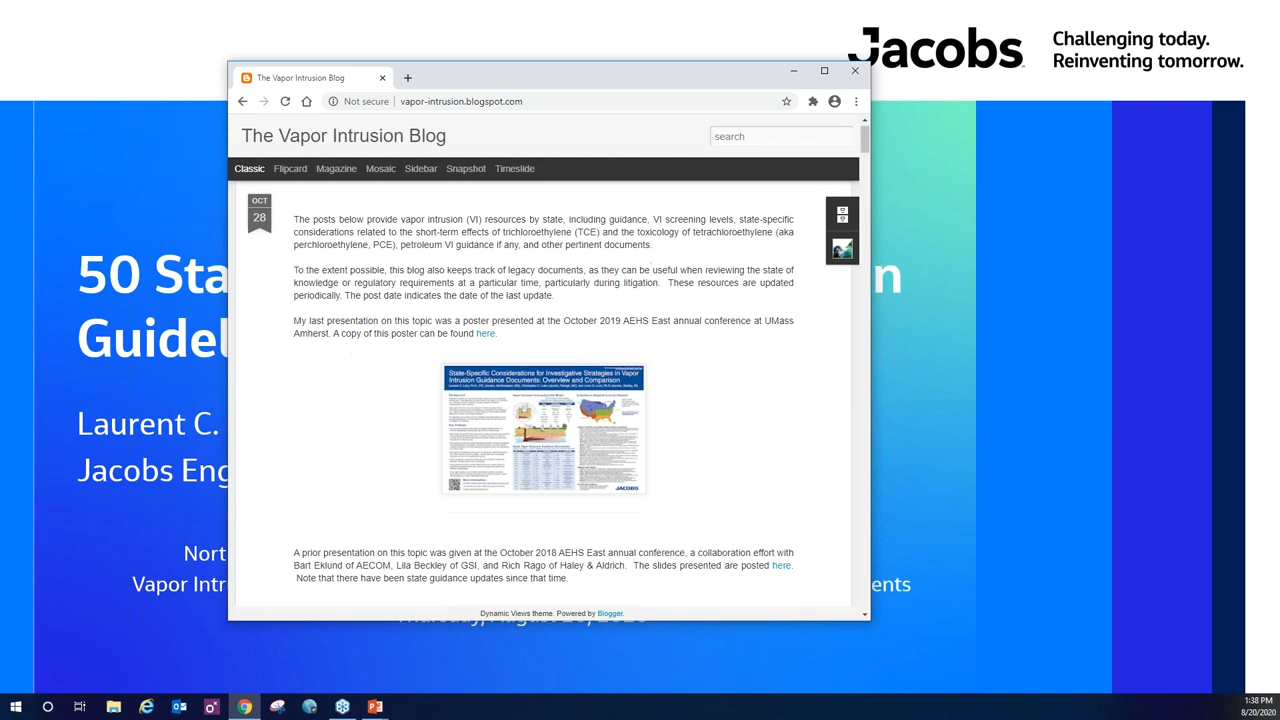 Jacobs
Challenging today.
Reinventing tomorrow.
The Vapor Intrusion Blog
Not secure
vapor-intrusion.blogspot.com
The Vapor Intrusion Blog
search
Classic Flipcard Magazine Mosaic Sidebar Snapshot Timeslide
OCT
28
The posts below provide vapor intrusion (VI) resources by state, including guidance, VI screening levels, state-specific
considerations related to the short-term effects of trichloroethylene (TCE) and the toxicology of tetrachloroethylene (aka
perchloroethylene, PCE), petroleum VI guidance if any, and other pertinent documents.
To the extent possible, this blog also keeps track of legacy documents, as they can be useful when reviewing the state of
knowledge or regulatory requirements at a particular time, particularly during litigation. These resources are updated
periodically. The post date indicates the date of the last update.
My last presentation on this topic was a poster presented at the October 2019 AEHS East annual conference at UMass
Amherst. A copy of this poster can be found here.
State-Specific Considerations for Investigative Strategies in Vapor
Intrusion Guidance Documents: Overview and Comparison
JACOBS
A prior presentation on this topic was given at the October 2018 AEHS East annual conference, a collaboration effort with
Bart Eklund of AECOM, Lila Beckley of GSI, and Rich Rago of Haley & Aldrich. The slides presented are posted here.
Note that there have been state guidance updates since that time.
Dynamic Views theme. Powered by Blogger.
50 Sta
Guidel
Laurent C.
Jacobs Eng
Nort
Vapor Intr
1:38 PM
8/20/2020